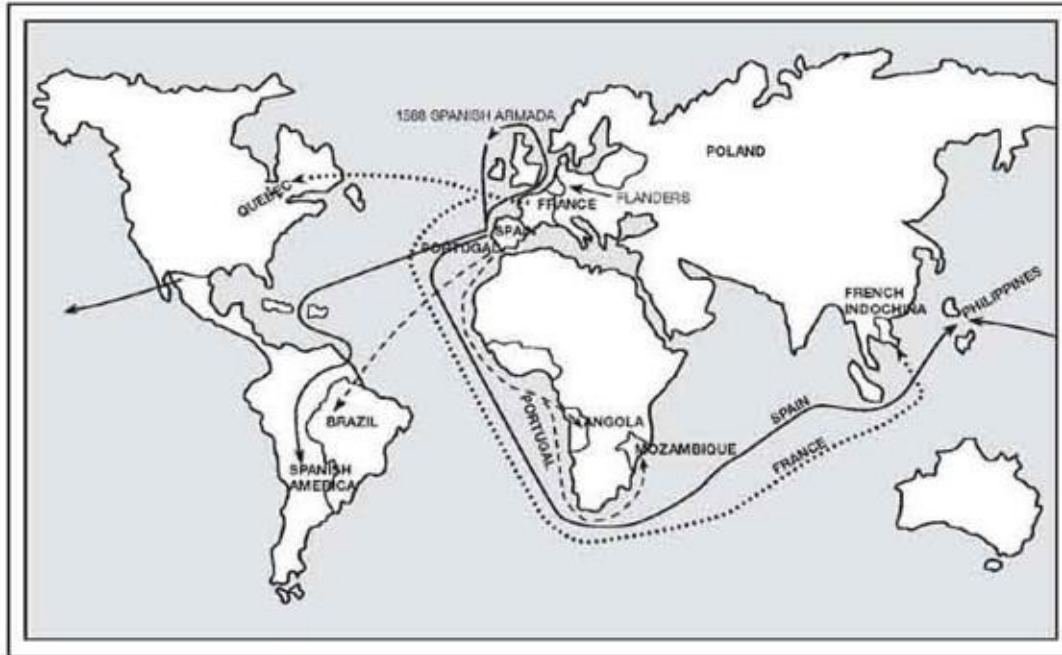 1588 SPANISH ARMADA
POLAND
QUEBEC
FRANCE
FLANDERS
SPAIN
PORTUGAL
FRENCH
INDOCHINA
PHILIPPINES
BRAZIL
PORTUGAL
ANGOLA
SPAIN
MOZAMBIQUE
FRANCE
SPANISH
AMERICA